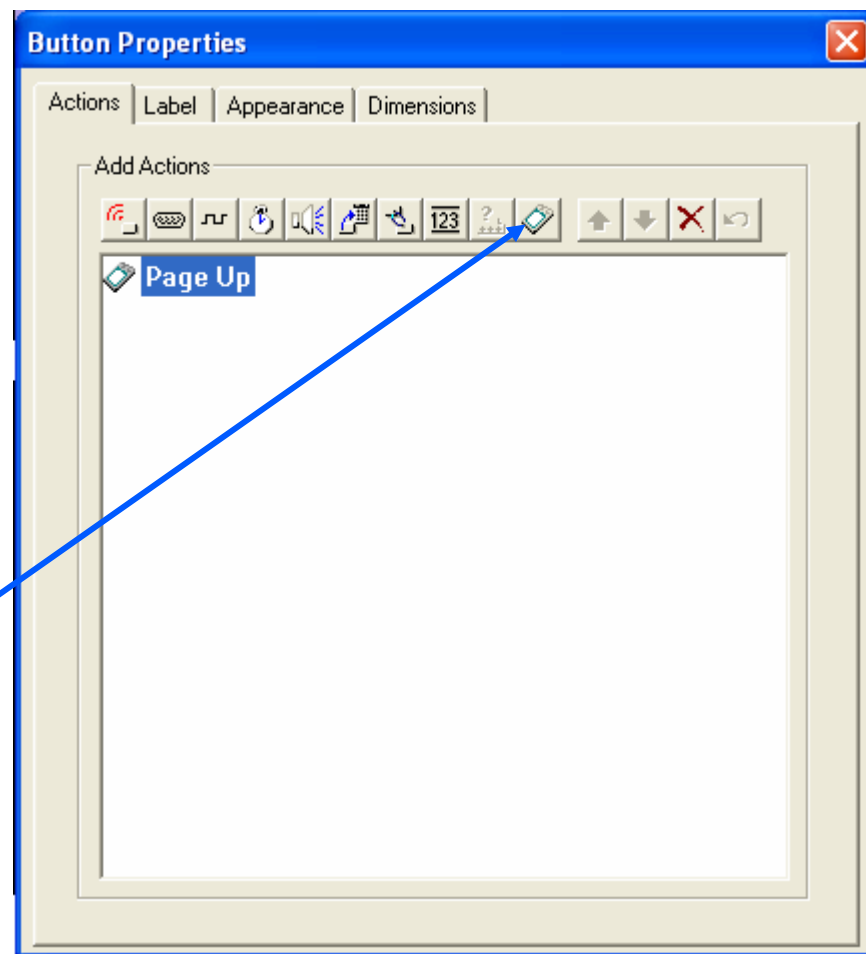 Button Properties
Actions Label Appearance Dimensions
Add Actions
123 ?
Page Up